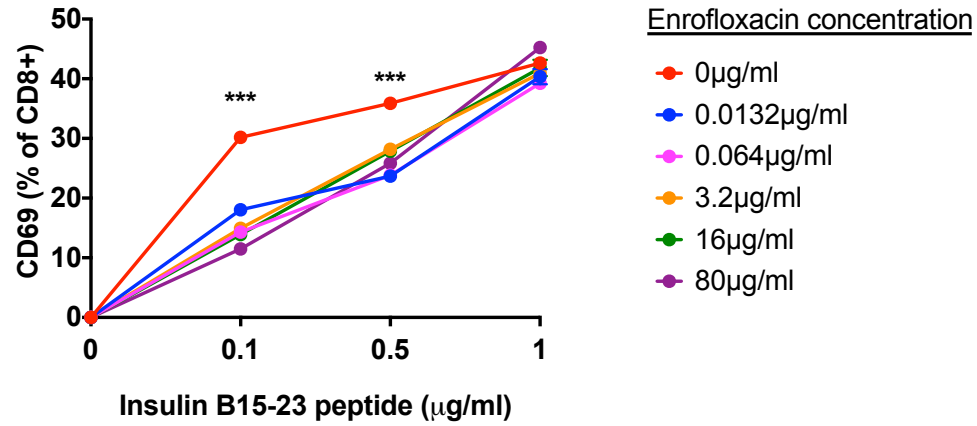 50
40
30
20
10
0
CD69 (% of CD8+)
***
***
0 0.1 0.5 1
Insulin B15-23 peptide (μg/ml)
Enrofloxacin concentration
0µg/ml
0.0132µg/ml
0.064µg/ml
3.2µg/ml
16µg/ml
80µg/ml